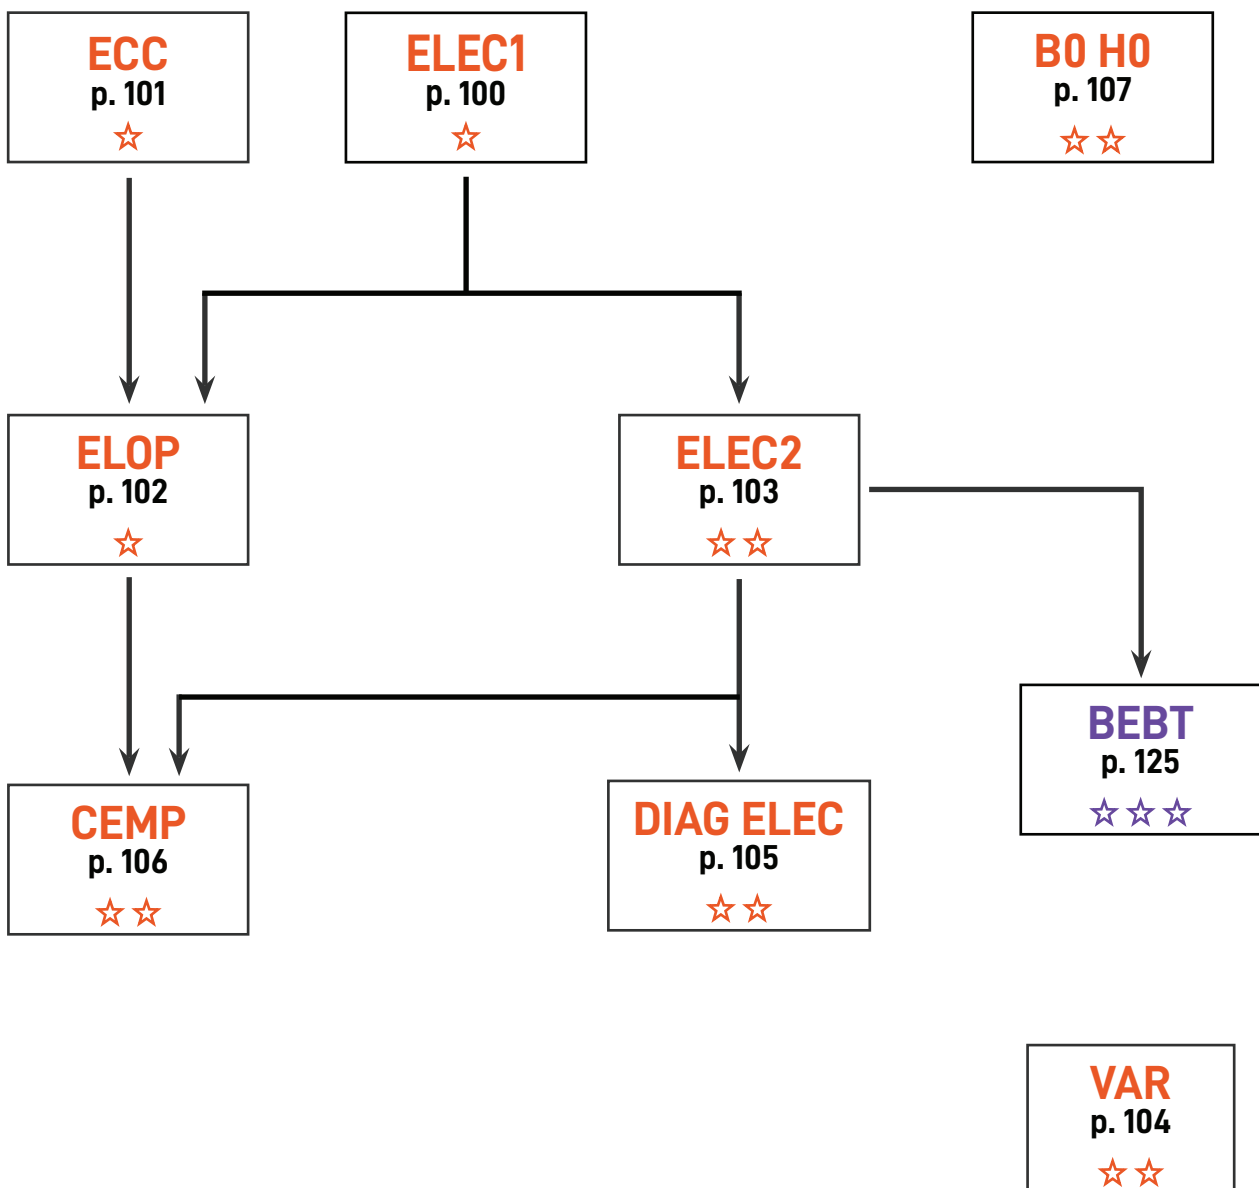 ECC
p. 101
ELEC1
p. 100
B0 H0
p. 107
ELOP
p. 102
ELEC2
p. 103
BEBT
p. 125
CEMP
p. 106
DIAG ELEC
p. 105
VAR
p. 104